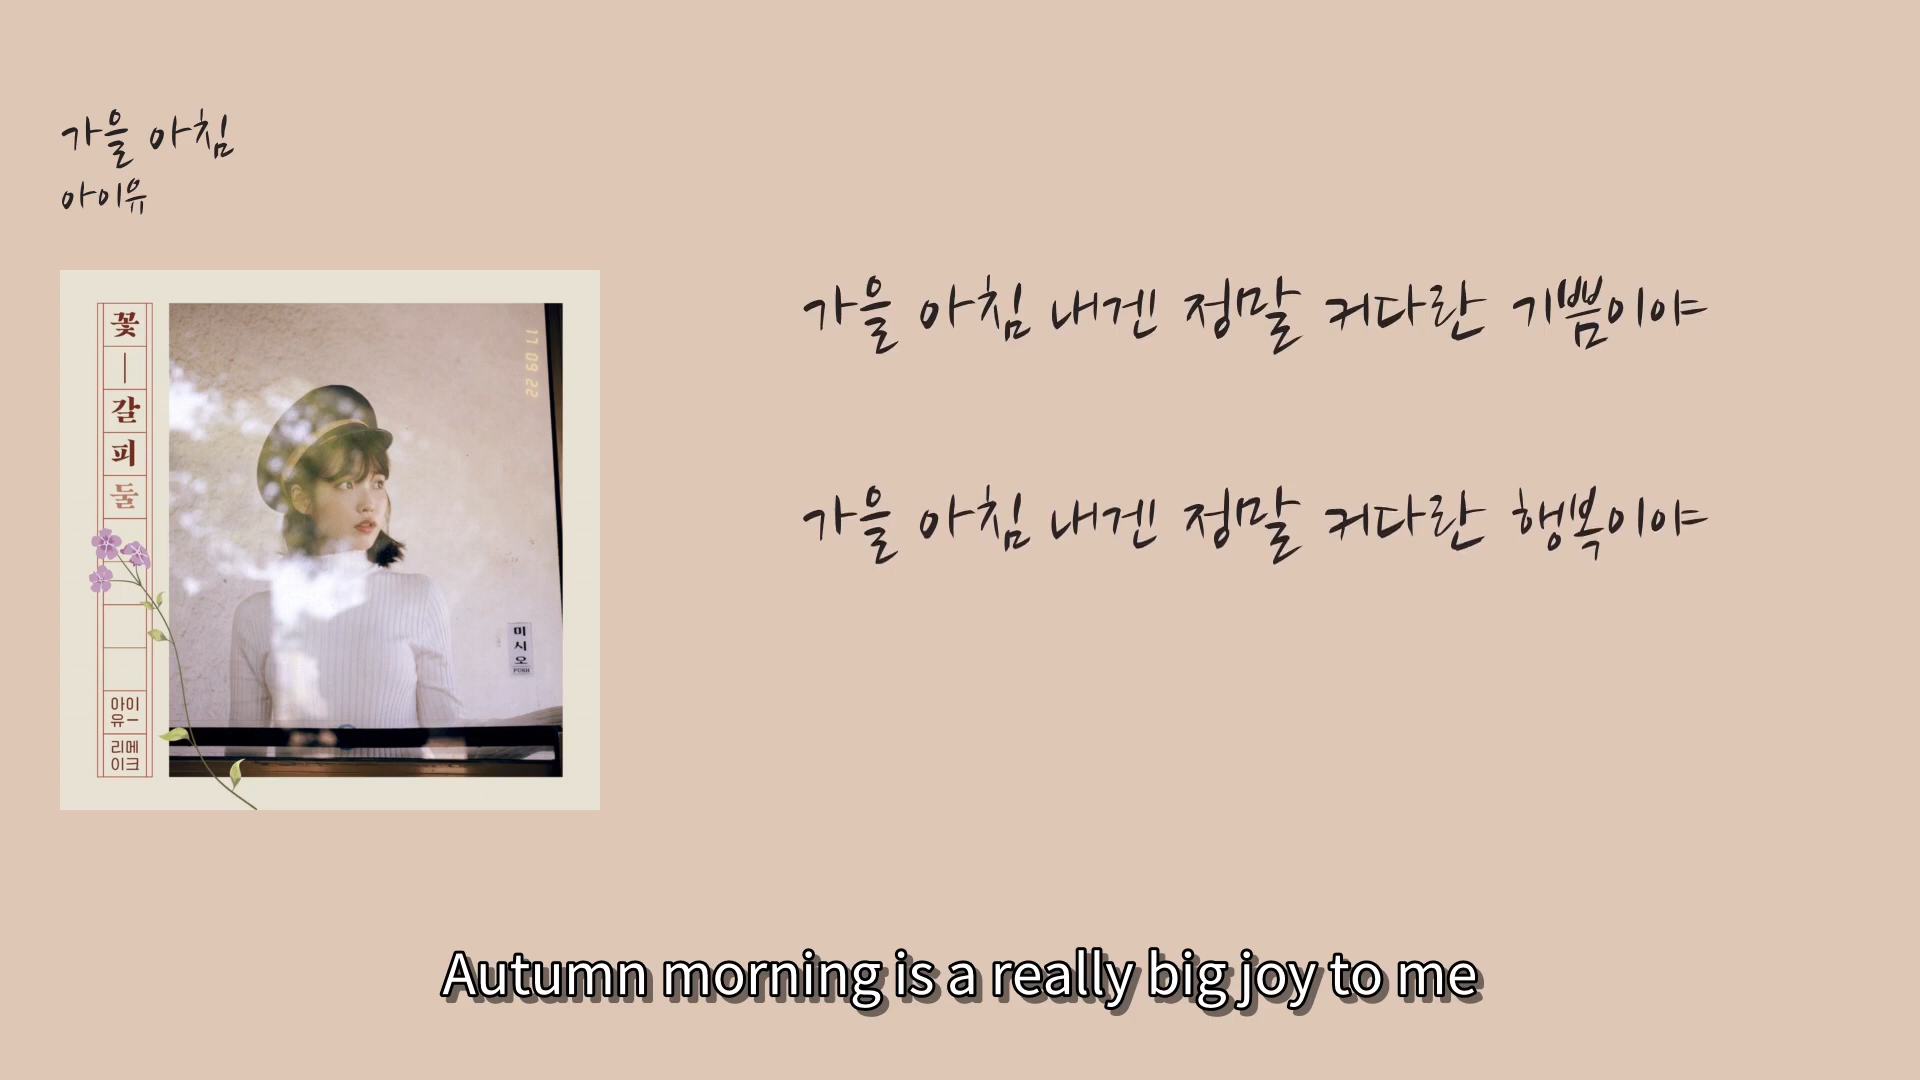 가을 아침
아이유
꽃
갈
피
둘
아이
유
리메
이크
17 09 22
미
시
오
PUSH
가을 아침 내겐 정말 커다란 기쁨이야
가을 아침 내겐 정말 커다란 행복이야
Autumn morning is a really big joy to me